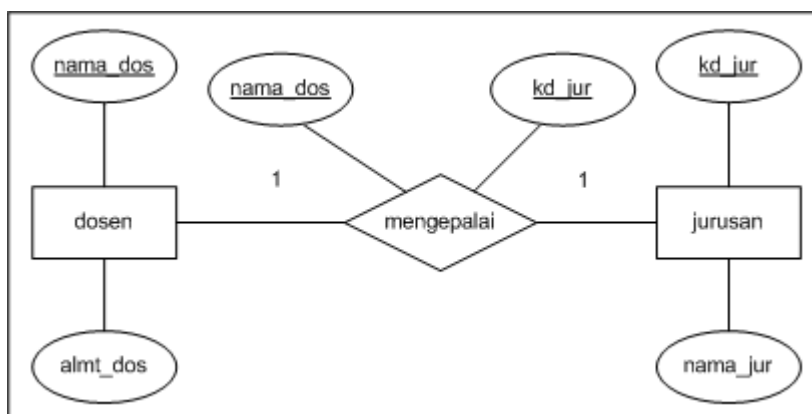 nama_dos
nama_dos
kd_jur
kd_jur
1
1
dosen
mengepalai
jurusan
almt_dos
nama_jur